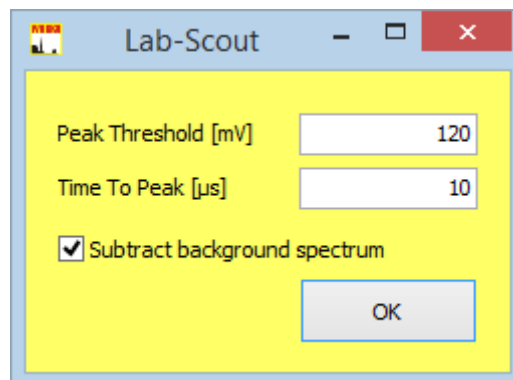 Lab-Scout
Peak Threshold [mV] 120
Time To Peak [µs] 10
Subtract background spectrum
OK